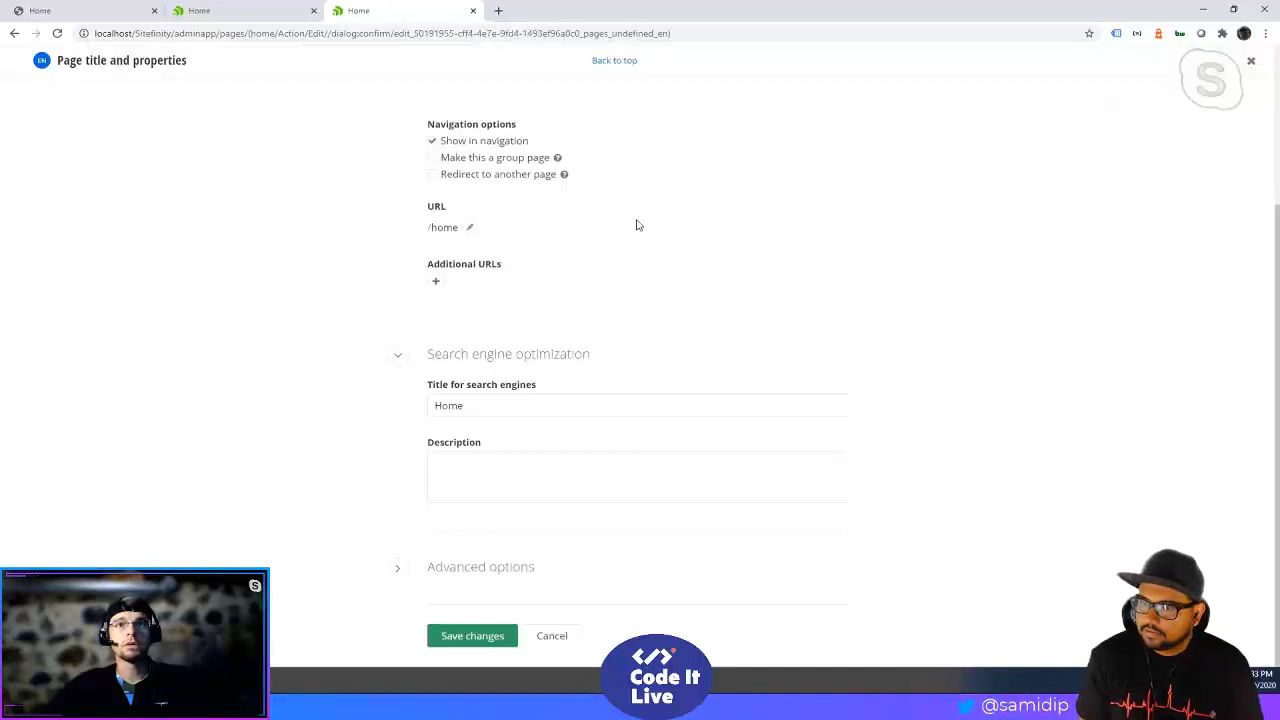 Home
Home
Home
localhost/Sitefinity/adminapp/pages/(home/Action/Edit//dialog:confirm/edit_50191955-cff4-4e7e-9fd4-1493ef96a0c0_pages_undefined_en)
EN Page title and properties
Back to top
Navigation options
Show in navigation
Make this a group page
Redirect to another page
URL
/home
Additional URLs
Search engine optimization
Title for search engines
Home
Description
Advanced options
Save changes
Cancel
Code It
Live
@samidip